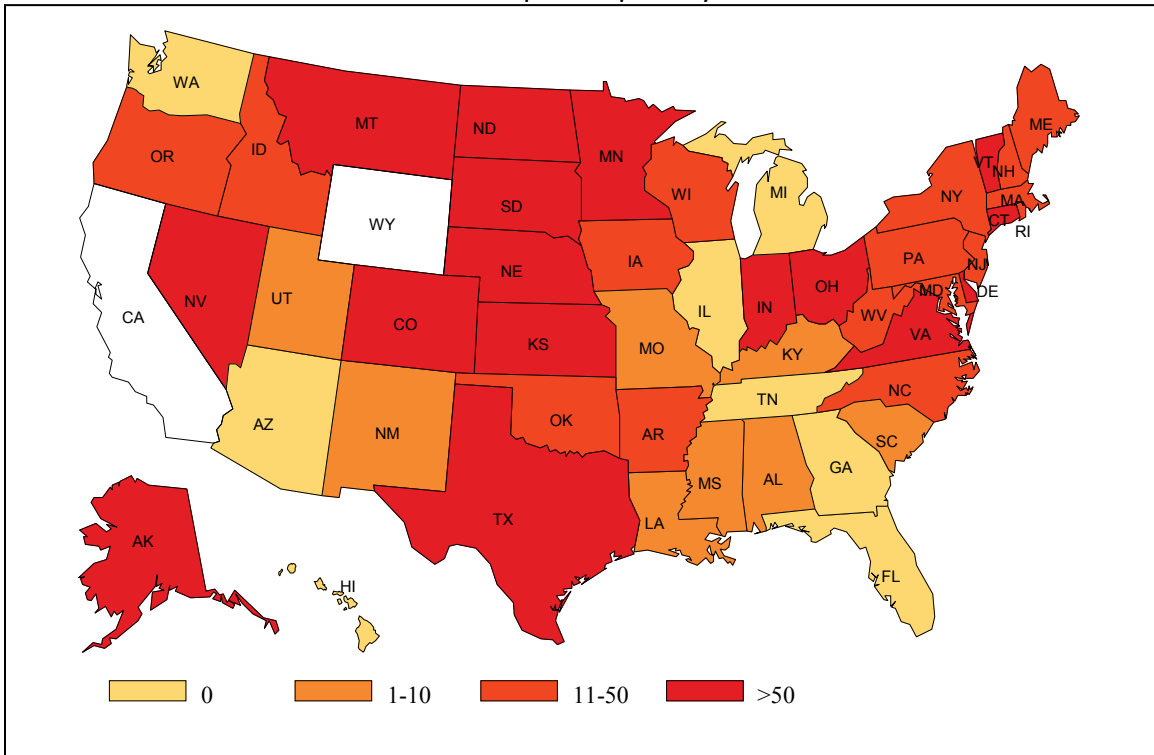 WA
MT
ND
MN
ME
OR
ID
VT
NH
WI
MI
NY
MA
SD
WY
CT
RI
IA
PA
NJ
NE
NV
UT
IL
IN
OH
MD
DE
CA
CO
WV
VA
KS
MO
KY
TN
NC
AZ
NM
OK
AR
SC
GA
MS
AL
TX
LA
AK
HI
FL
0 1-10 11-50 >50